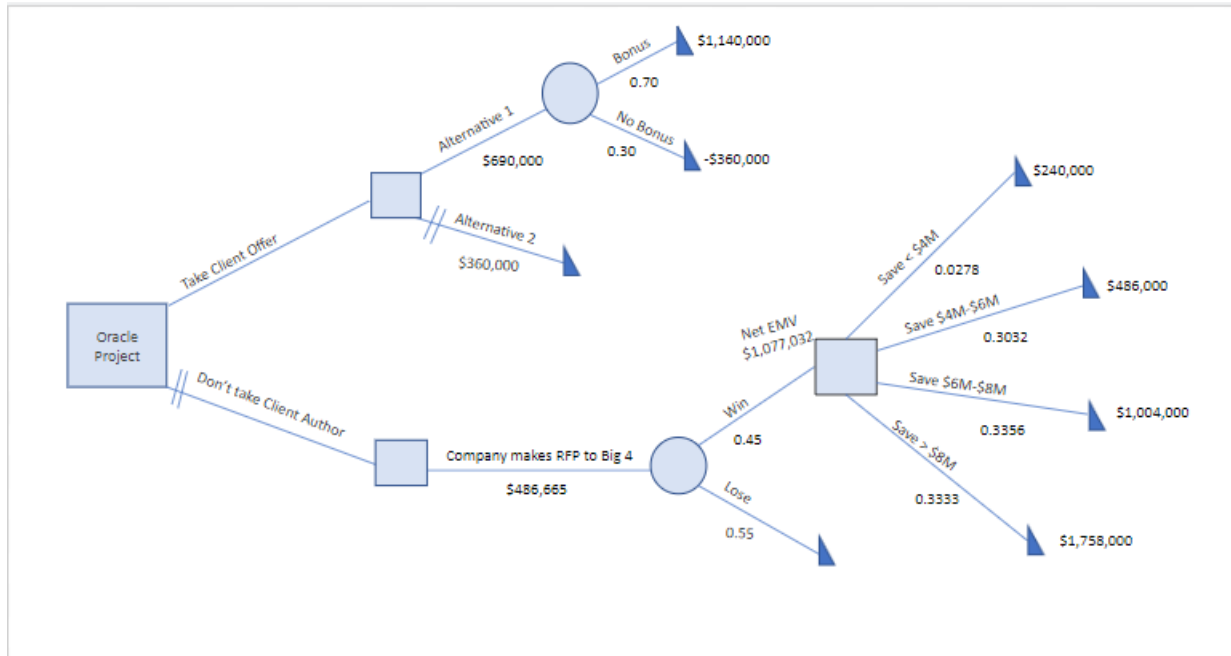 Bonus
$1,140,000
0.70
Alternative 1
No Bonus
0.30
-$360,000
$690,000
Alternative 2
$360,000
Take Client Offer
Oracle
Project
Don't take Client Author
Company makes RFP to Big 4
$486,665
Win
0.45
Lose
0.55
Net EMV
$1,077,032
Save < $4M
0.0278
$240,000
Save $4M-$6M
0.3032
$486,000
Save $6M-$8M
0.3356
$1,004,000
Save > $8M
0.3333
$1,758,000